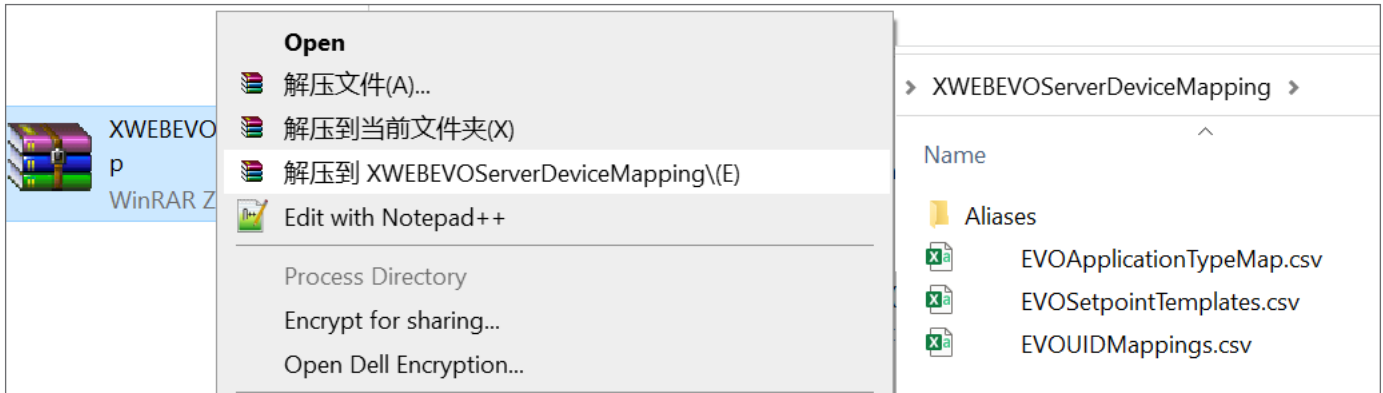 XWEBEVO
p
WinRAR Z
Open
解压文件(A)...
解压到当前文件夹(X)
解压到 XWEBEVOServerDeviceMapping\(E)
Edit with Notepad++
Process Directory
Encrypt for sharing...
Open Dell Encryption...
XWEBEVOServerDeviceMapping
Name
Aliases
EVOApplicationTypeMap.csv
EVOSetpointTemplates.csv
EVOUIDMappings.csv